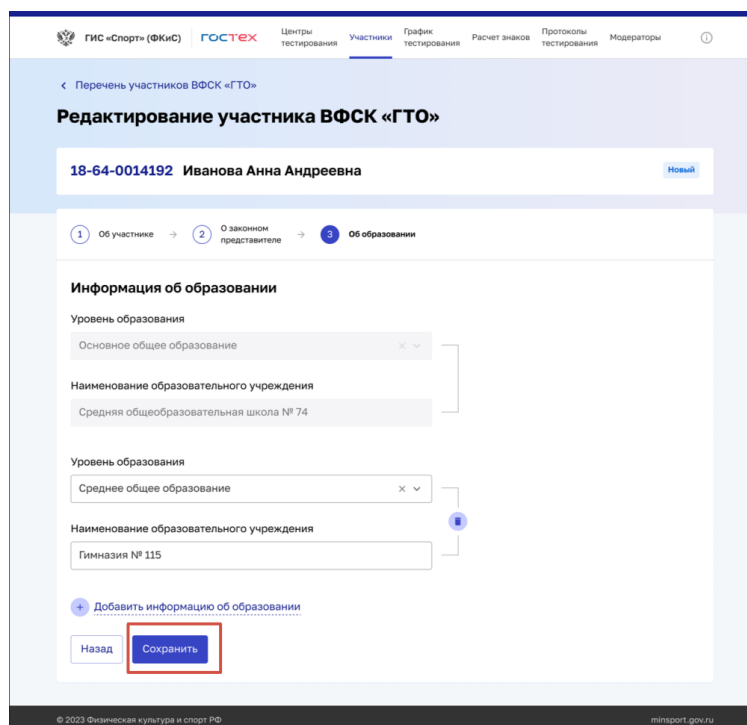 ГИС «Спорт» (ФКиС)
ГОСТЕХ
Центры
тестирования
Участники
График
тестирования
Расчет знаков
Протоколы
тестирования
Модераторы
Перечень участников ВФСК «ГТО»
Редактирование участника ВФСК «ГТО»
18-64-0014192 Иванова Анна Андреевна
Новый
1 Об участнике → 2 О законном
представителе → 3 Об образовании
Информация об образовании
Уровень образования
Основное общее образование
Наименование образовательного учреждения
Средняя общеобразовательная школа № 74
Уровень образования
Среднее общее образование
Наименование образовательного учреждения
Гимназия № 115
+ Добавить информацию об образовании
Назад
Сохранить
© 2023 Физическая культура и спорт РФ
minsport.gov.ru